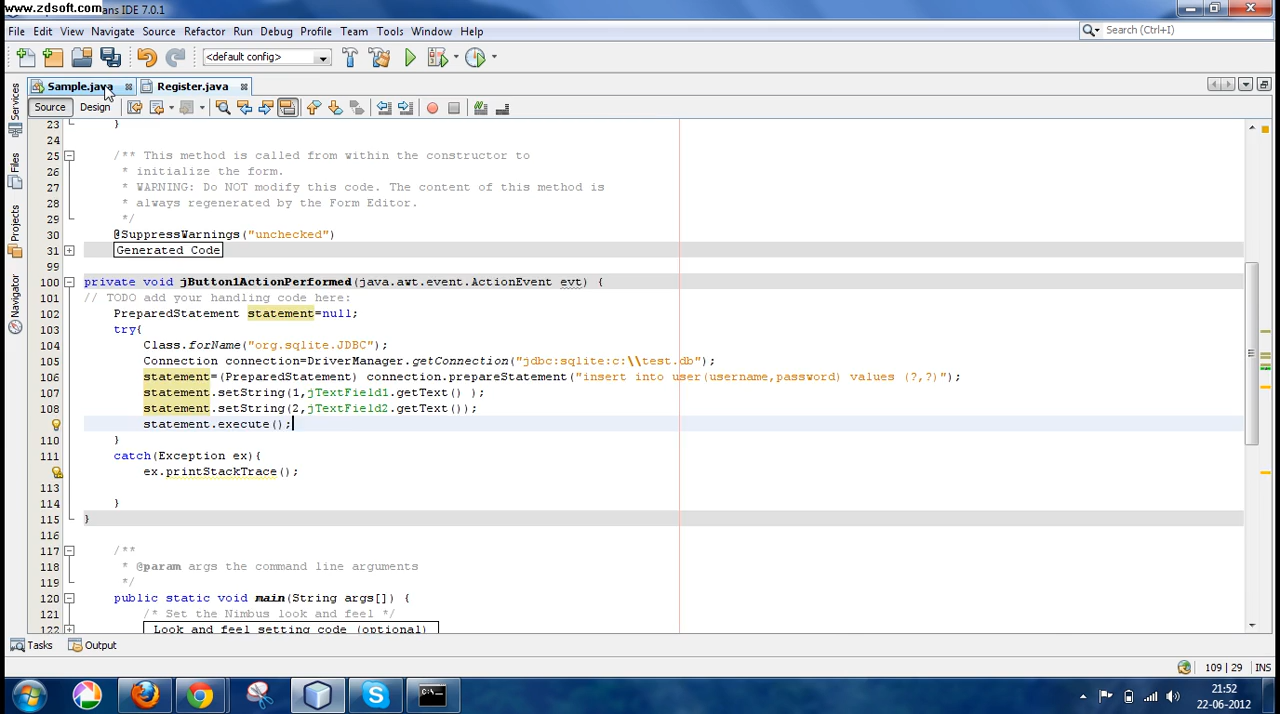 www.zdsoft.com
ans IDE 7.0.1
File Edit View Navigate Source Refactor Run Debug Profile Team Tools Window Help
Search (Ctrl+I)
<default config>
Sample.java
Register.java
Source Design
Services
Files
Projects
Navigator
23 }
24
25 /** This method is called from within the constructor to
26 * initialize the form.
27 * WARNING: Do NOT modify this code. The content of this method is
28 * always regenerated by the Form Editor.
29 */
30 @SuppressWarnings("unchecked")
31 Generated Code
99
100 private void jButton1ActionPerformed(java.awt.event.ActionEvent evt) {
101 // TODO add your handling code here:
102 PreparedStatement statement=null;
103 try{
104 Class.forName("org.sqlite.JDBC");
105 Connection connection=DriverManager.getConnection("jdbc:sqlite:c:\\test.db");
106 statement=(PreparedStatement) connection.prepareStatement("insert into user(username,password) values (?,?)");
107 statement.setString(1,jTextField1.getText() );
108 statement.setString(2,jTextField2.getText());
statement.execute();
110 }
111 catch(Exception ex){
ex.printStackTrace();
113
114 }
115 }
116
117 /**
118 * @param args the command line arguments
119 */
120 public static void main(String args[]) {
121 /* Set the Nimbus look and feel */
122 Look and feel setting code (optional)
Tasks Output
109 | 29 INS
21:52
22-06-2012